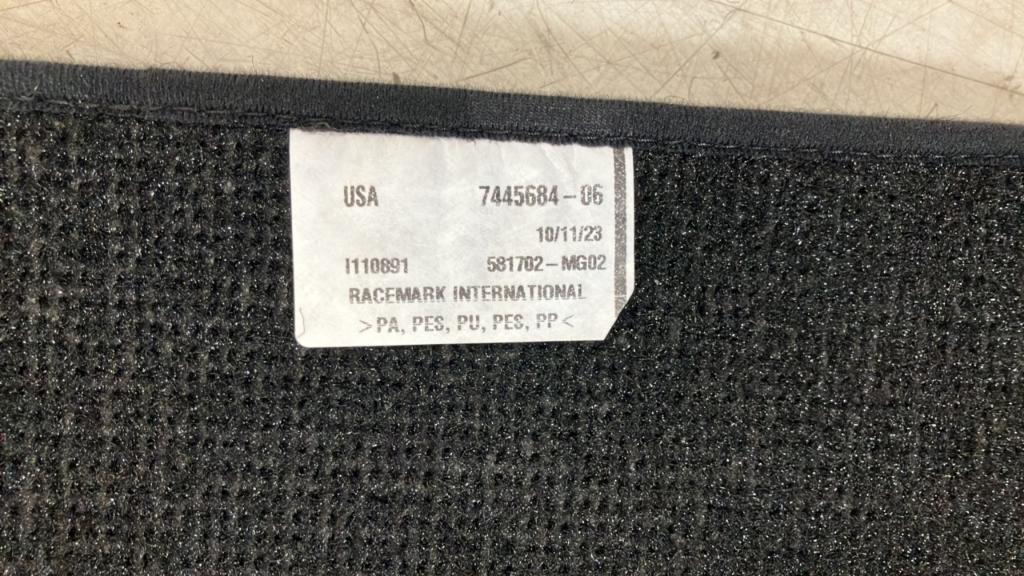 USA 7445684-06
10/11/23
I110891 581702-MG02
RACEMARK INTERNATIONAL
>PA, PES, PU, PES, PP<